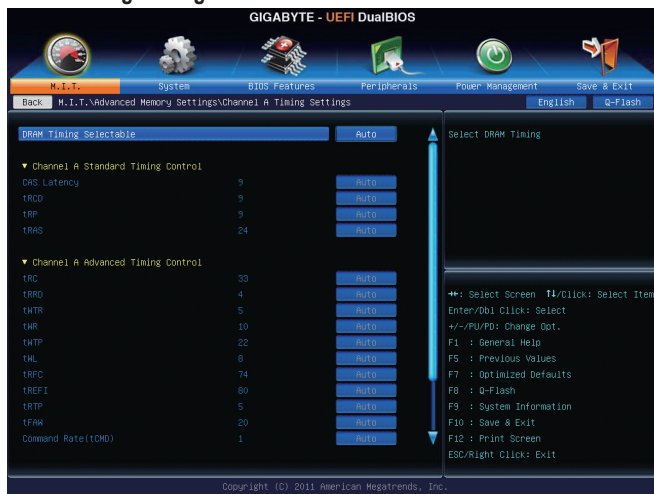 GIGABYTE - UEFI DualBIOS
M.I.T. System BIOS Features Peripherals Power Management Save & Exit
Back M.I.T.\Advanced Memory Settings\Channel A Timing Settings English Q-Flash
DRAM Timing Selectable Auto
▼ Channel A Standard Timing Control
CAS Latency 9 Auto
tRCD 9 Auto
tRP 9 Auto
tRAS 24 Auto
▼ Channel A Advanced Timing Control
tRC 33 Auto
tRRD 4 Auto
tWTR 5 Auto
tWR 10 Auto
tWTP 22 Auto
tWL 8 Auto
tRFC 74 Auto
tREFI 80 Auto
tRTP 5 Auto
tFAW 20 Auto
Command Rate(tCMD) 1 Auto
Select DRAM Timing
↔: Select Screen ↑↓/Click: Select Item
Enter/Dbl Click: Select
+/-/PU/PD: Change Opt.
F1 : General Help
F5 : Previous Values
F7 : Optimized Defaults
F8 : Q-Flash
F9 : System Information
F10 : Save & Exit
F12 : Print Screen
ESC/Right Click: Exit
Copyright (C) 2011 American Megatrends, Inc.